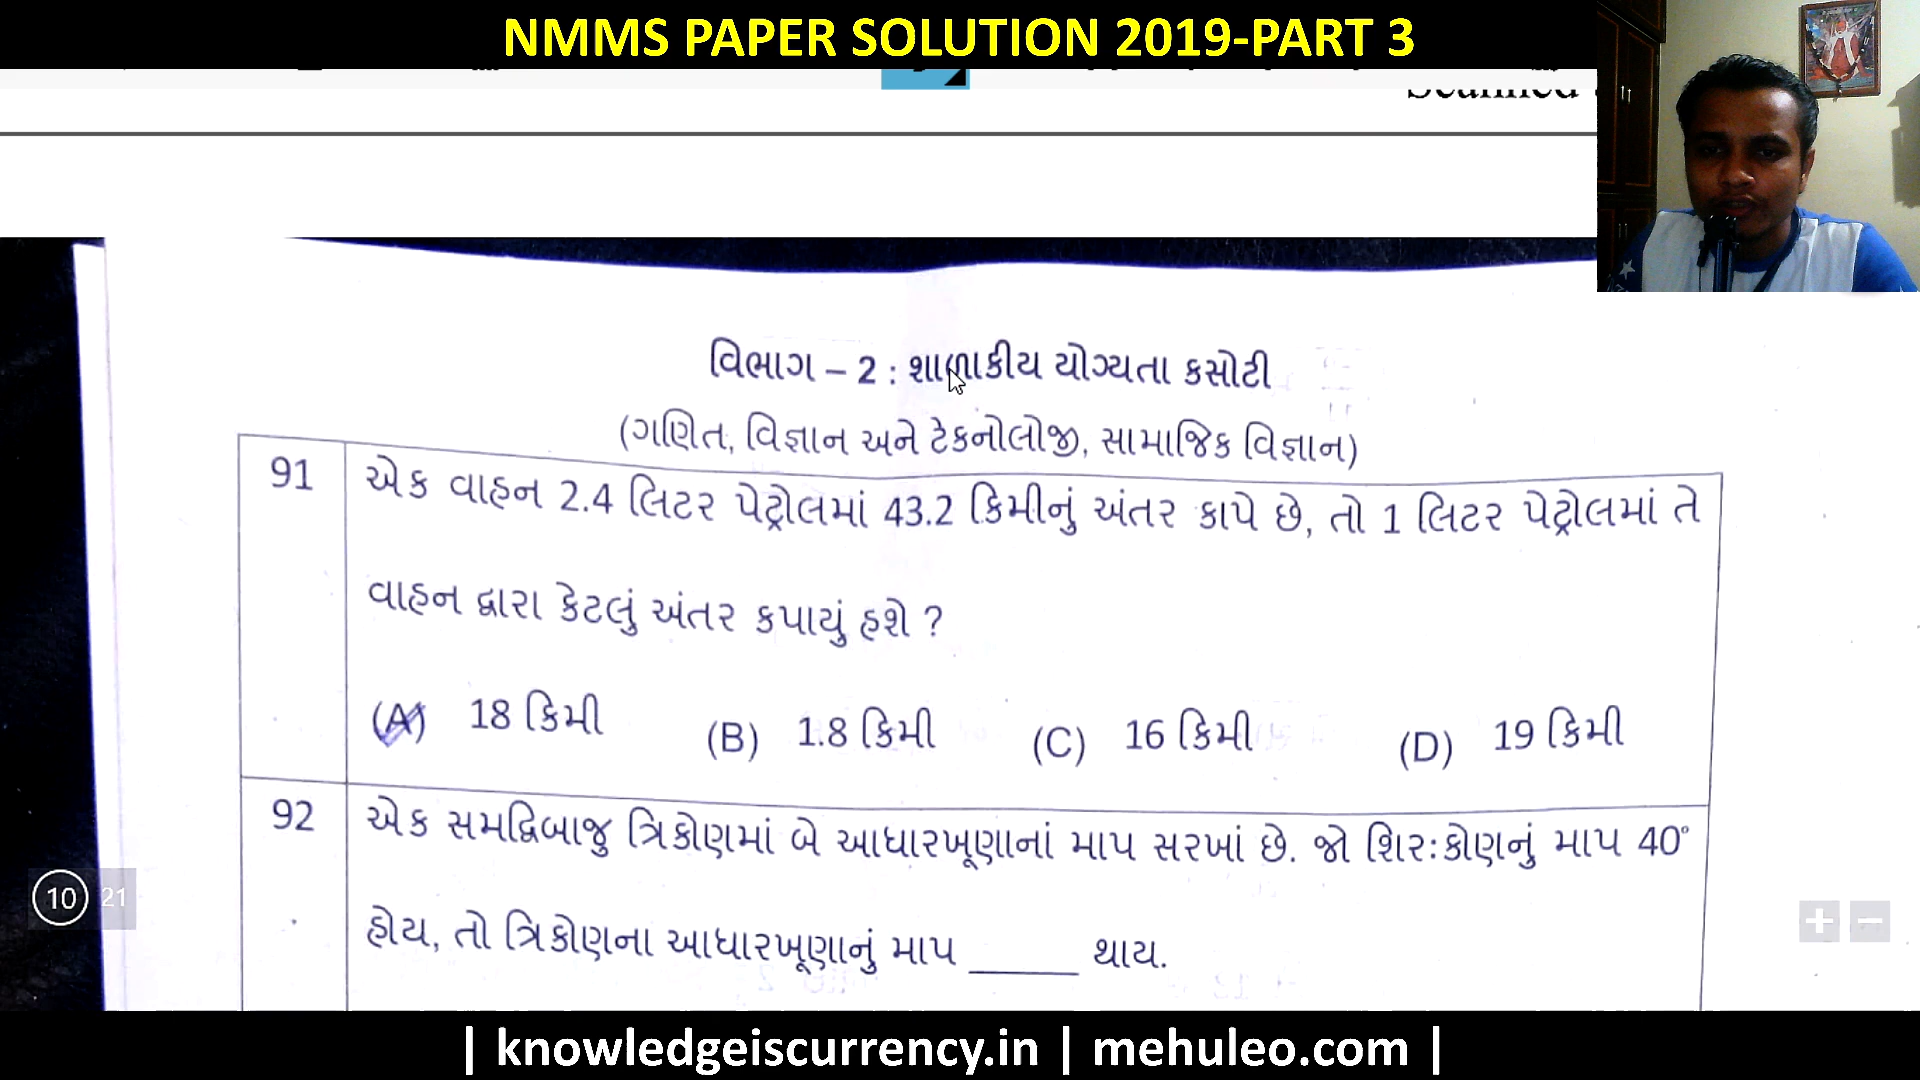 NMMS PAPER SOLUTION 2019-PART 3
વિભાગ – 2 : શાળાકીય યોગ્યતા કસોટી
(ગણિત, વિજ્ઞાન અને ટેકનોલોજી, સામાજિક વિજ્ઞાન)
91 એક વાહન 2.4 લિટર પેટ્રોલમાં 43.2 કિમીનું અંતર કાપે છે, તો 1 લિટર પેટ્રોલમાં તે
વાહન દ્વારા કેટલું અંતર કપાયું હશે ?
(A) 18 કિમી (B) 1.8 કિમી (C) 16 કિમી (D) 19 કિમી
92 એક સમદ્વિબાજુ ત્રિકોણમાં બે આધારખૂણાનાં માપ સરખાં છે. જો શિરઃકોણનું માપ 40°
હોય, તો ત્રિકોણના આધારખૂણાનું માપ ______ થાય.
10 21
| knowledgeiscurrency.in | mehuleo.com |